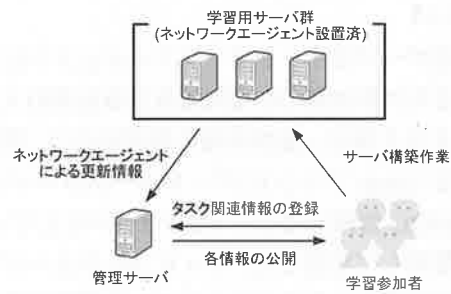 学習用サーバ群
(ネットワークエージェント設置済)
ネットワークエージェント
による更新情報
サーバ構築作業
タスク関連情報の登録
各情報の公開
管理サーバ
学習参加者